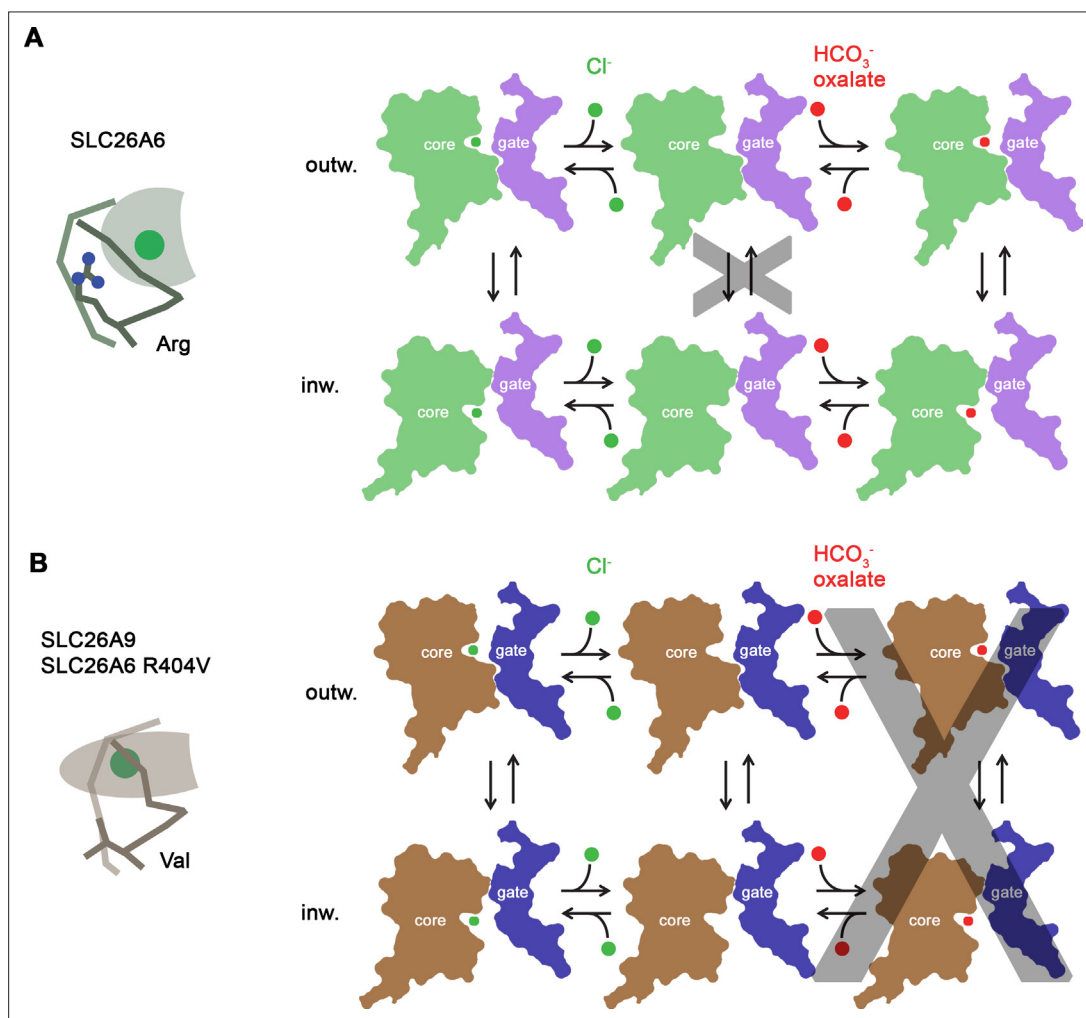 A
SLC26A6
Arg
Cl⁻
HCO₃⁻
oxalate
outw.
core
gate
core
gate
core
gate
inw.
core
gate
core
gate
core
gate
B
SLC26A9
SLC26A6 R404V
Val
Cl⁻
HCO₃⁻
oxalate
outw.
core
gate
core
gate
core
gate
inw.
core
gate
core
gate
core
gate